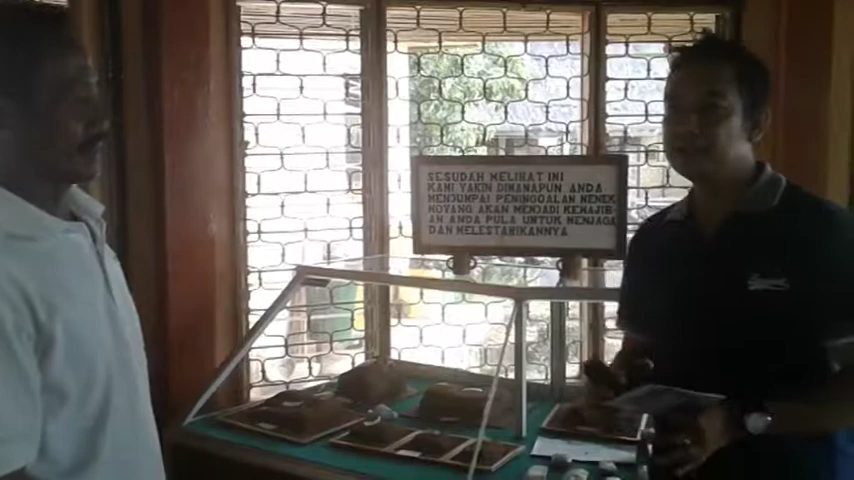 SESUDAH MELIHAT INI
KAMI YAKIN DIMANAPUN ANDA
MENJUMPAI PENINGGALAN NENEK
MOYANG AKAN MENJADI KEWAJIB-
AN ANDA PULA UNTUK MENJAGA
DAN MELESTARIKANNYA